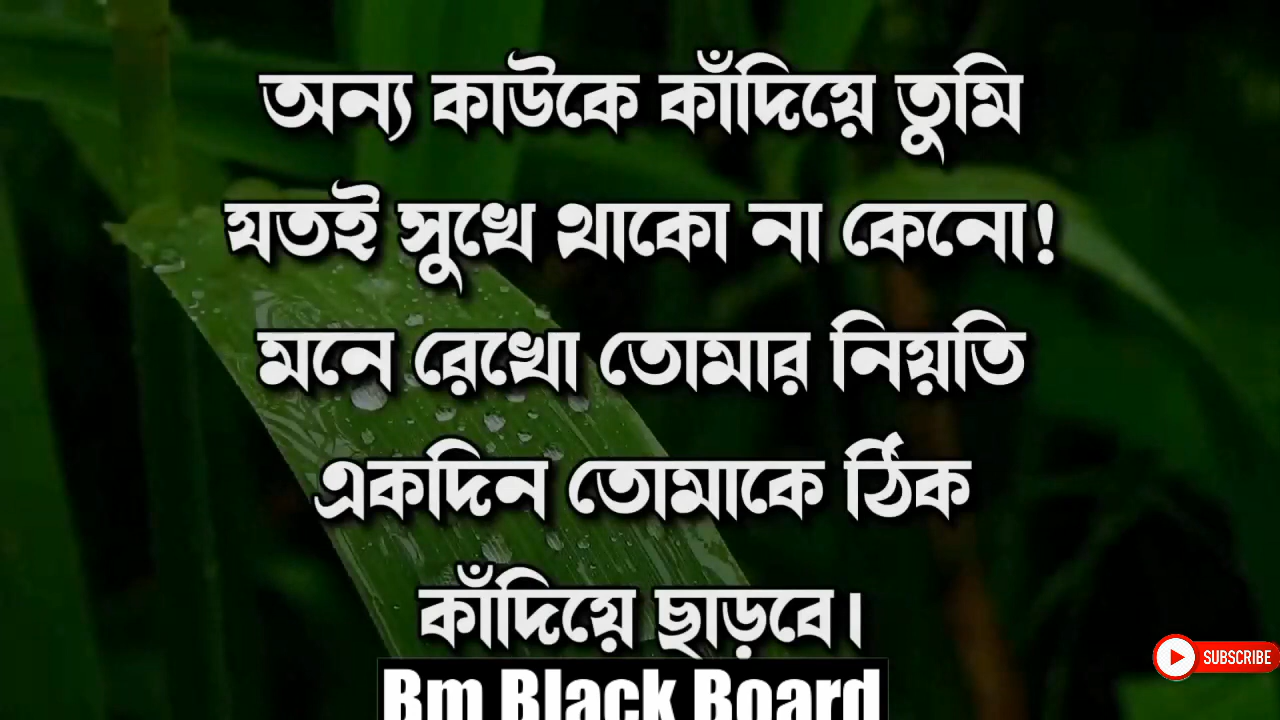 অন্য কাউকে কাঁদিয়ে তুমি
যতই সুখে থাকো না কেনো!
মনে রেখো তোমার নিয়তি
একদিন তোমাকে ঠিক
কাঁদিয়ে ছাড়বে।
SUBSCRIBE
Bm Black Board